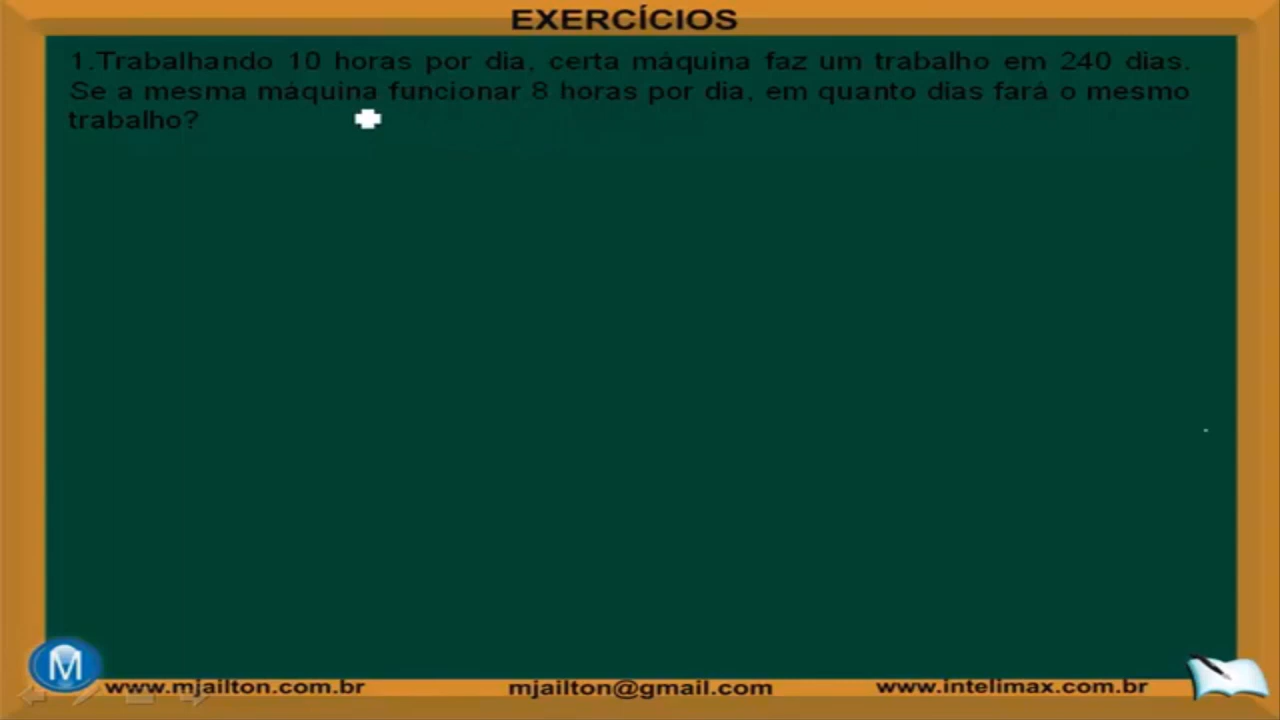 EXERCÍCIOS
1.Trabalhando 10 horas por dia, certa máquina faz um trabalho em 240 dias.
Se a mesma máquina funcionar 8 horas por dia, em quanto dias fará o mesmo
trabalho?
M
www.mjailton.com.br
mjailton@gmail.com
www.intelimax.com.br